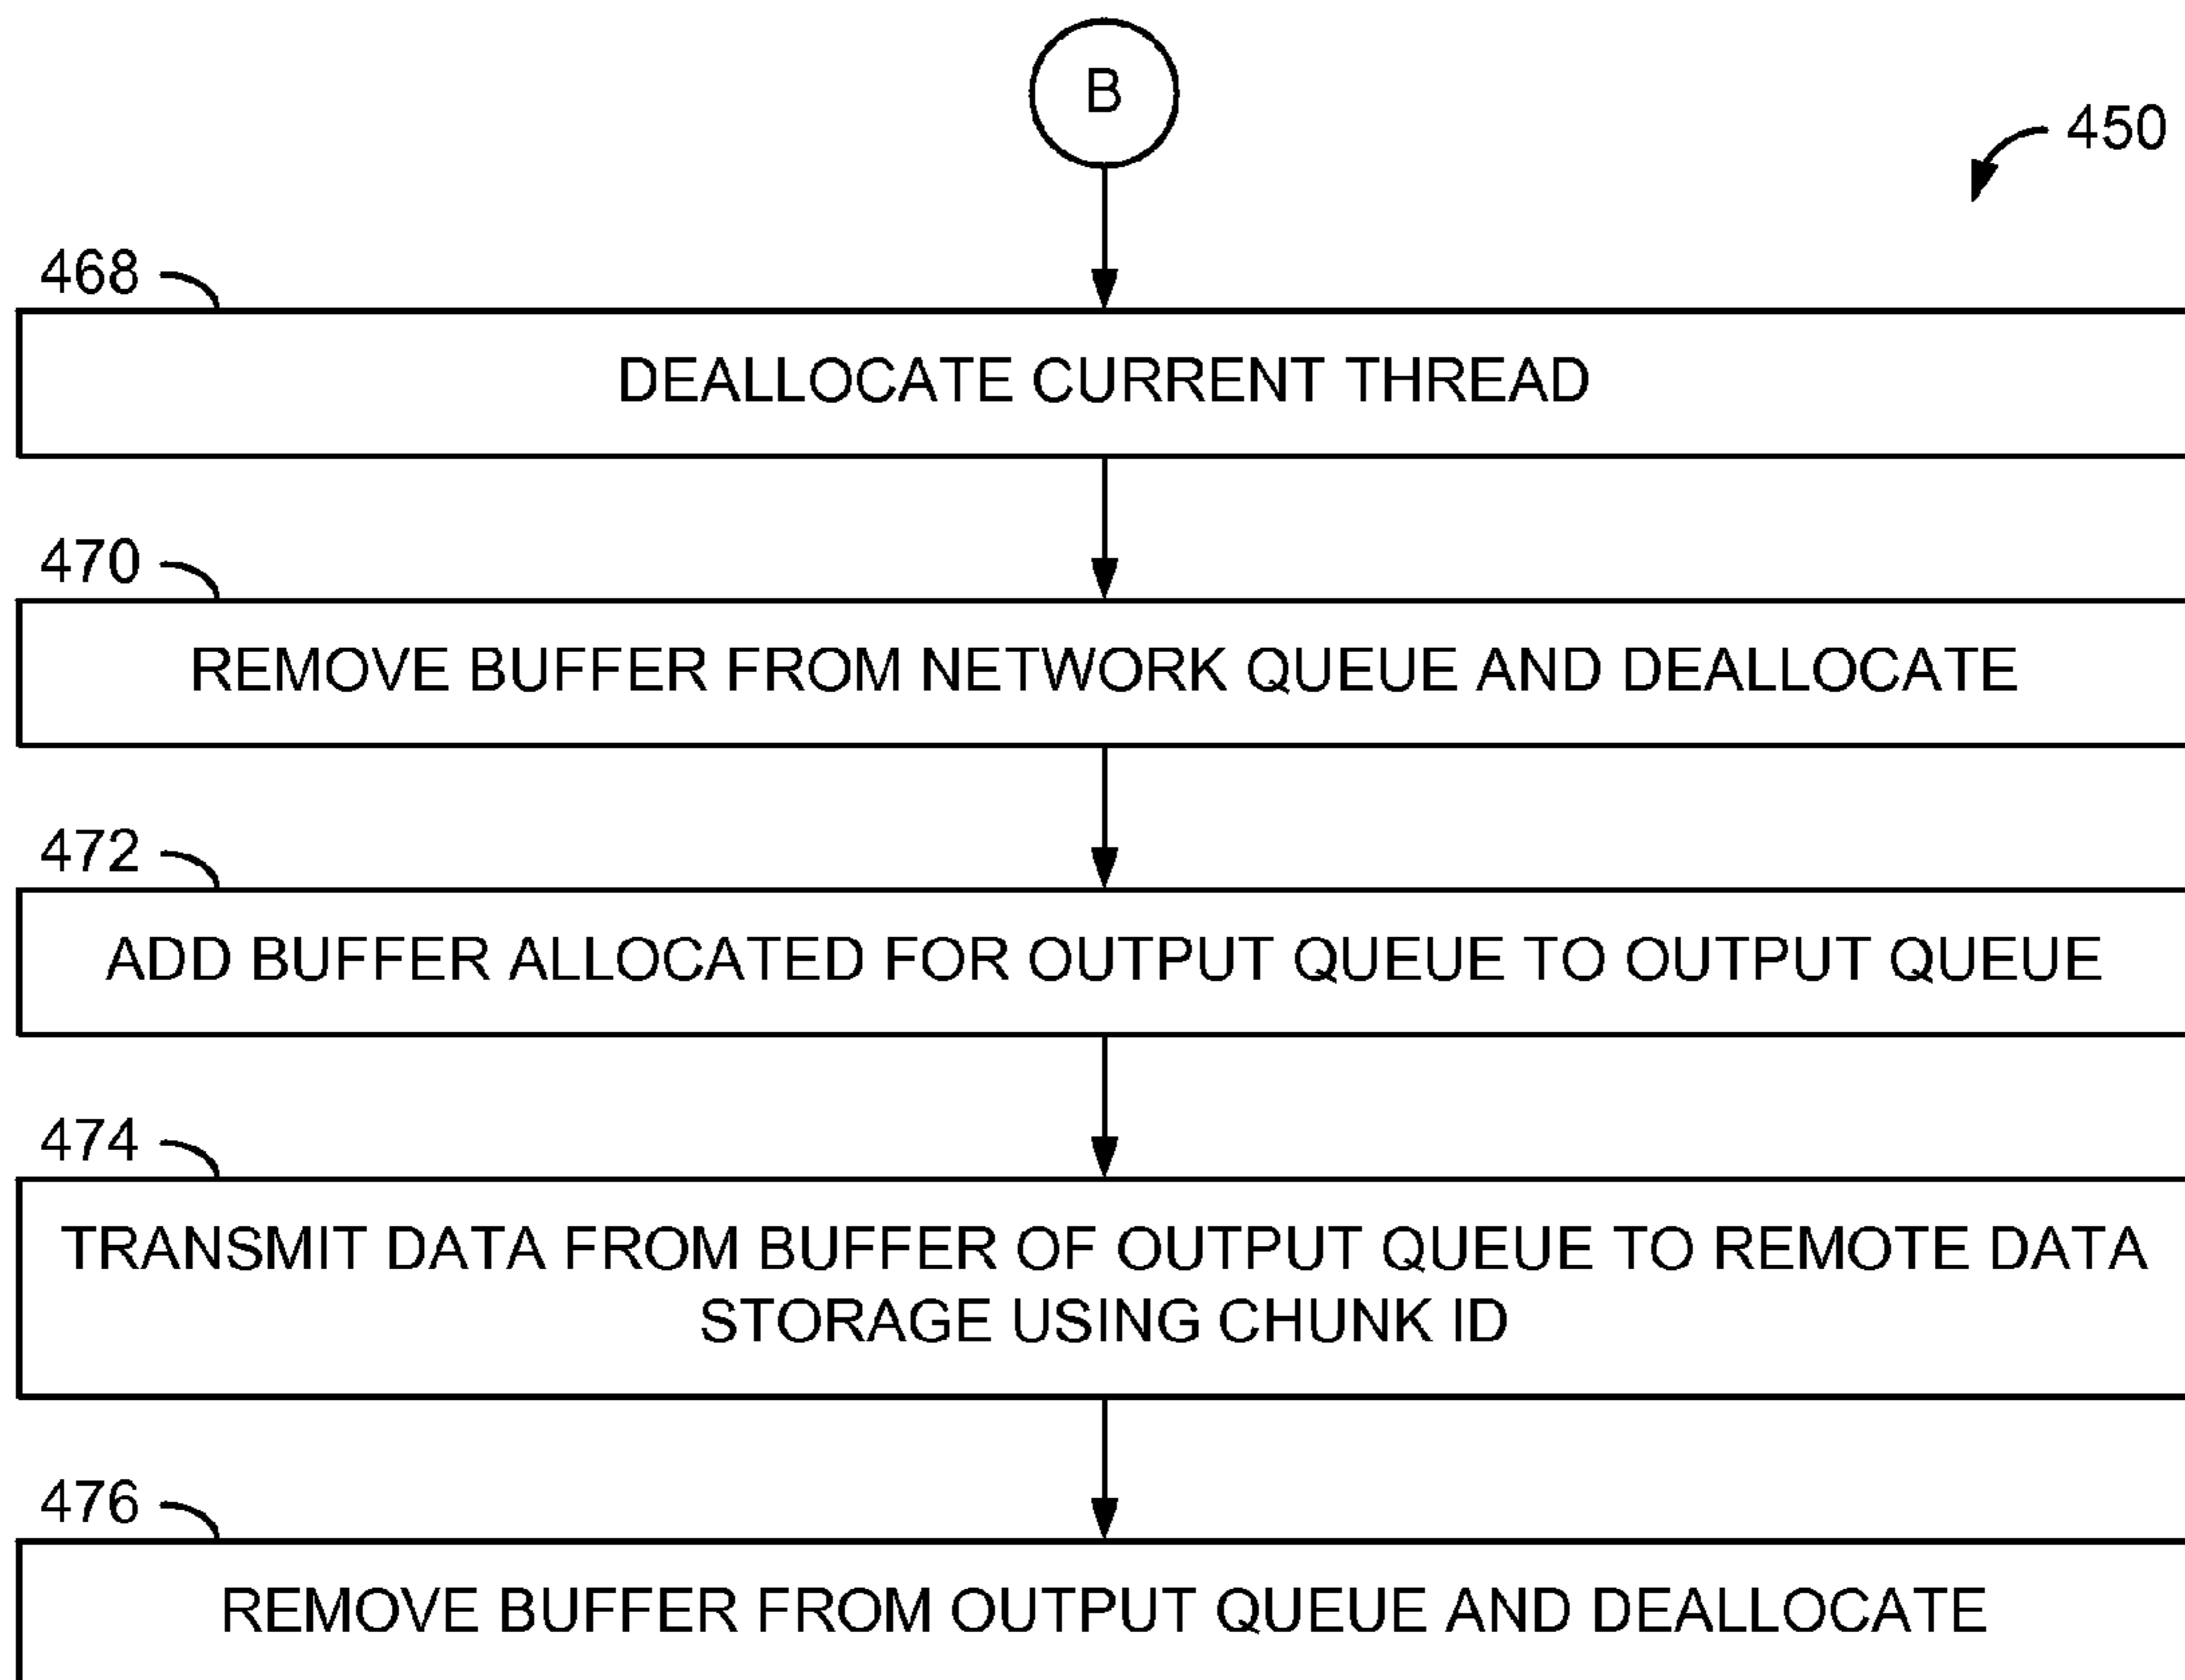 B
450
468
DEALLOCATE CURRENT THREAD
470
REMOVE BUFFER FROM NETWORK QUEUE AND DEALLOCATE
472
ADD BUFFER ALLOCATED FOR OUTPUT QUEUE TO OUTPUT QUEUE
474
TRANSMIT DATA FROM BUFFER OF OUTPUT QUEUE TO REMOTE DATA
STORAGE USING CHUNK ID
476
REMOVE BUFFER FROM OUTPUT QUEUE AND DEALLOCATE